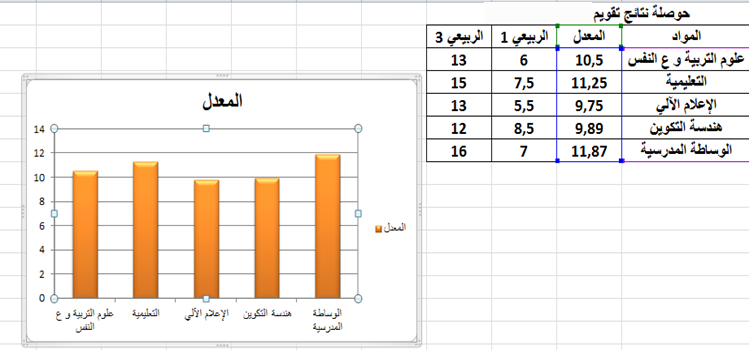 حوصلة نتائج تقويم
المواد المعدل الربيعي 1 الربيعي 3
علوم التربية و ع النفس 10,5 6 13
التعليمية 11,25 7,5 15
الإعلام الآلي 9,75 5,5 13
هندسة التكوين 9,89 8,5 12
الوساطة المدرسية 11,87 7 16
المعدل
14
12
10
8
6
4
2
0
المعدل
علوم التربية و ع النفس
التعليمية
الإعلام الآلي
هندسة التكوين
الوساطة المدرسية